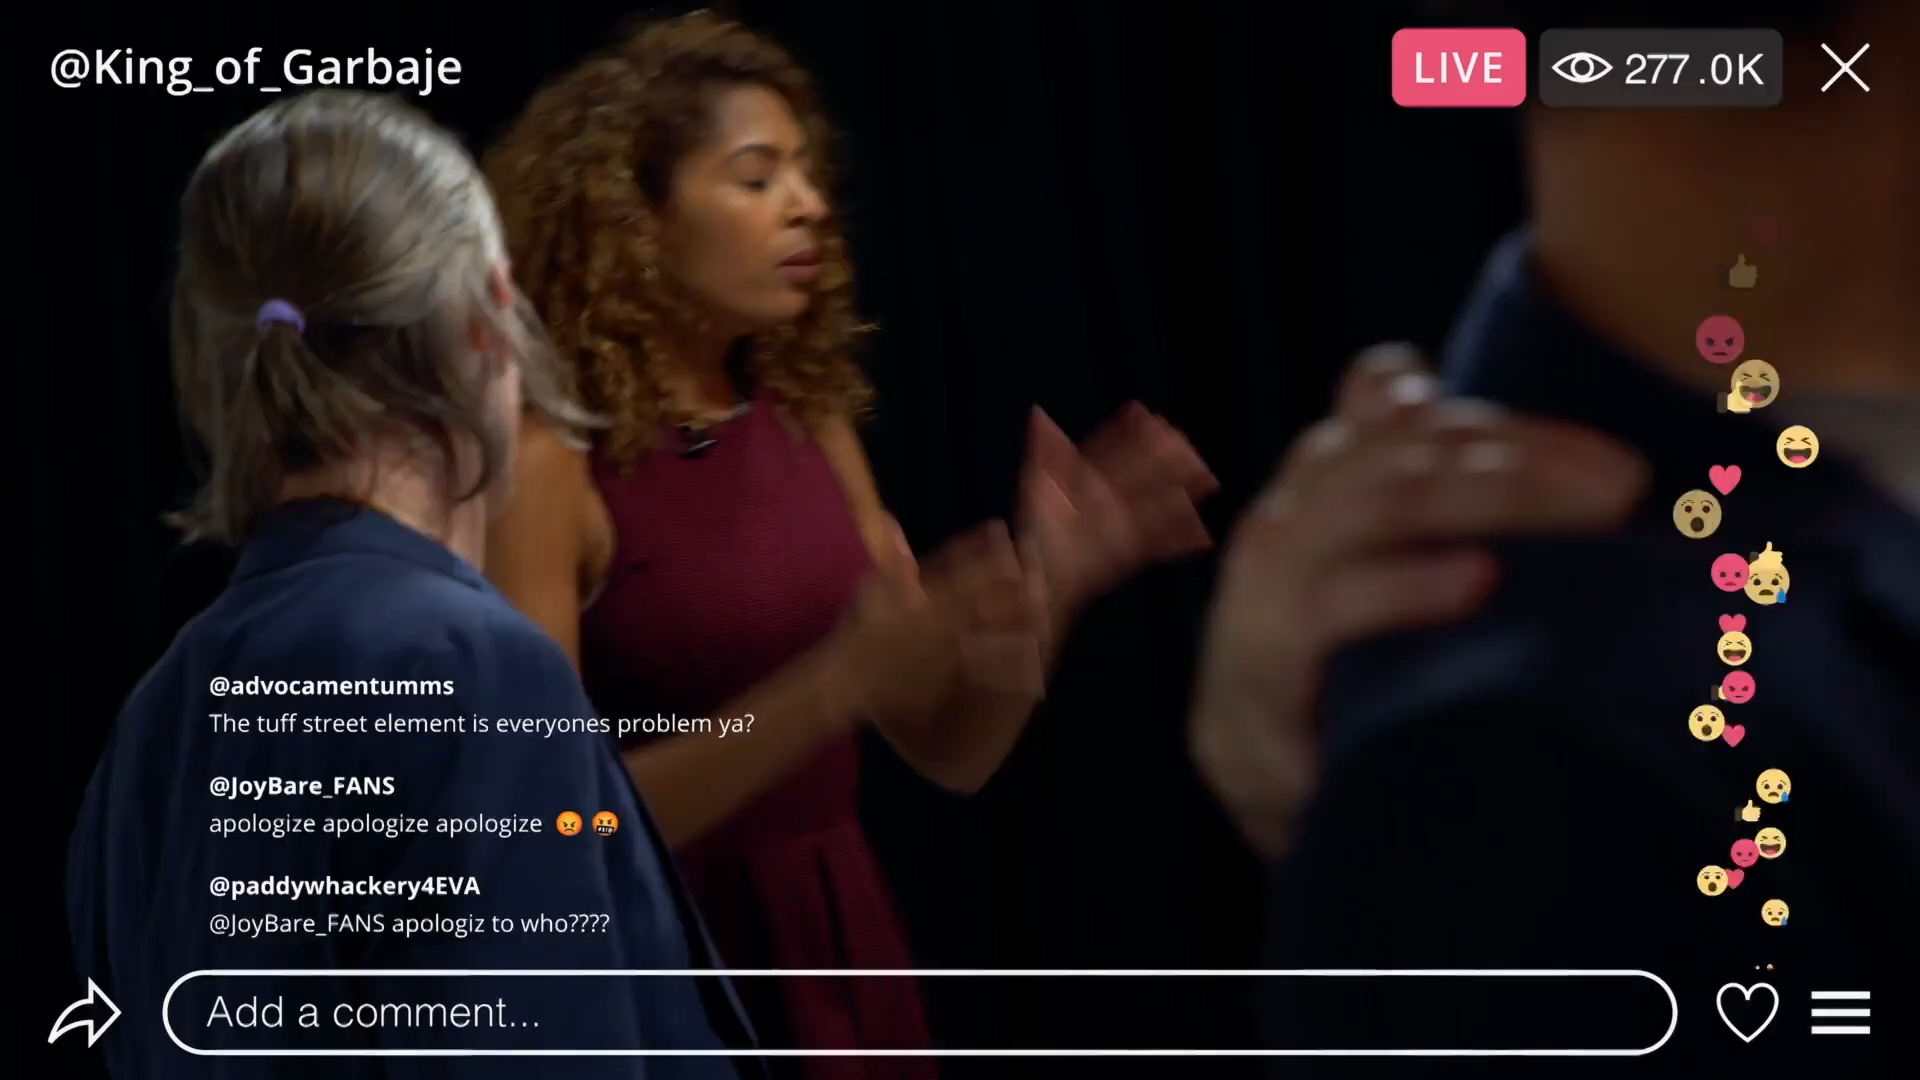 @King_of_Garbaje
LIVE
277.0K
@advocamentumms
The tuff street element is everyones problem ya?
@JoyBare_FANS
apologize apologize apologize 😡 🤬
@paddywhackery4EVA
@JoyBare_FANS apologiz to who????
Add a comment...